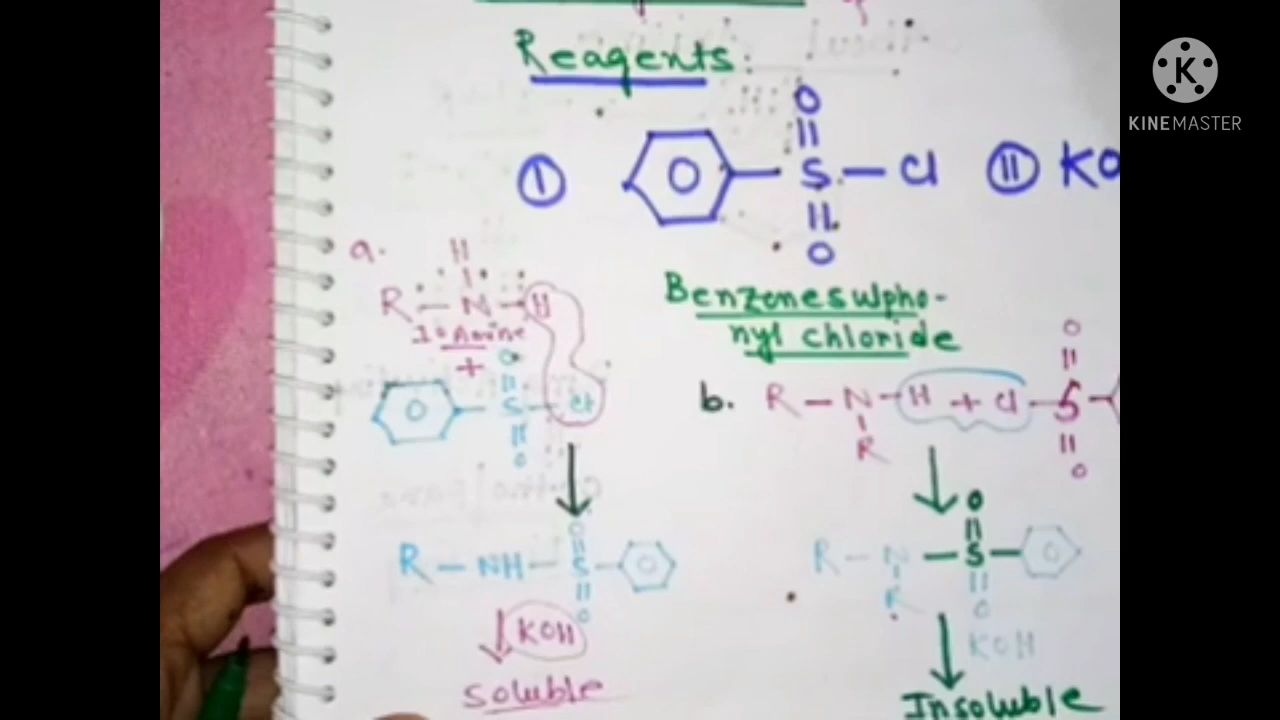 Reagents:
O
||
① S — Cl ⑪ KO
||
O
Benzenesulpho-
nyl chloride
a. H
R — N — H
1° Amine
+
O
||
S — Cl
||
O
R — NH — S
O
||
||
O
KOH
Soluble
b. R — N — H + Cl — S
R
O
||
||
O
O
||
R — N — S
R
||
O
KOH
Insoluble
K
KINEMASTER